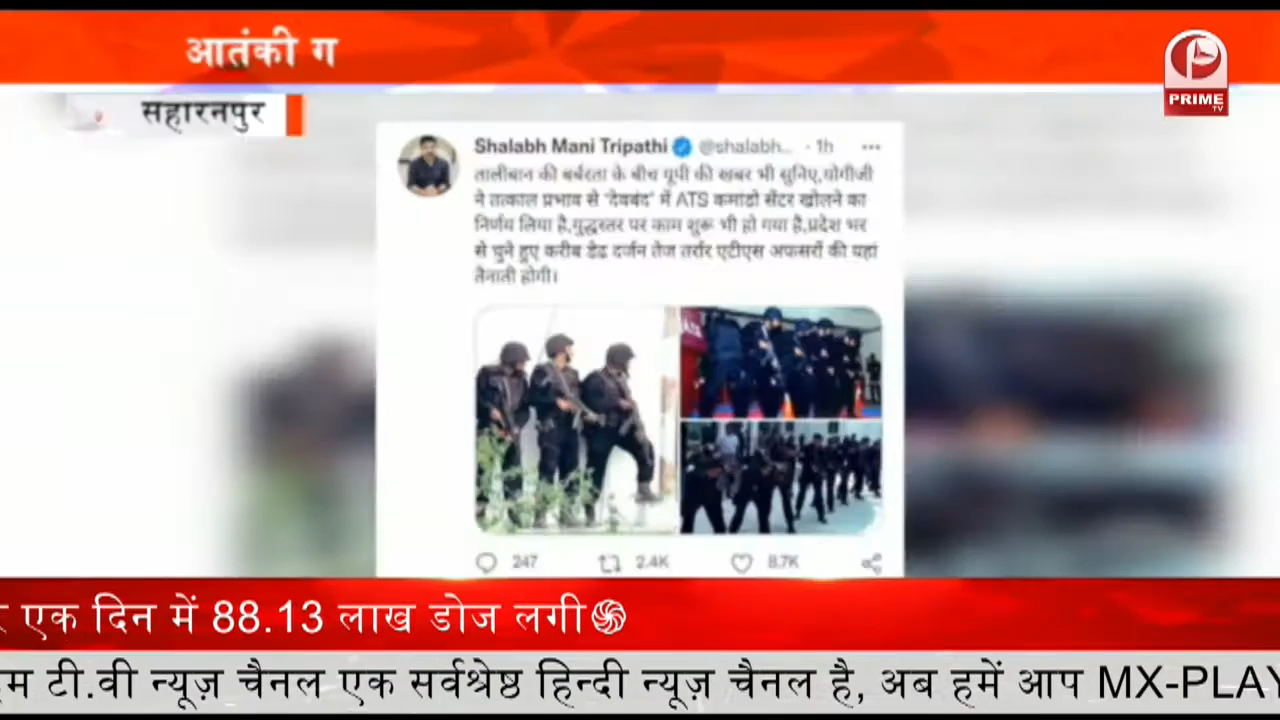 आतंकी ग
PRIME
TV
सहारनपुर
Shalabh Mani Tripathi @shalabh... · 1h
तालीबान की बर्बरता के बीच यूपी की खबर भी सुनिए,योगीजी
ने तत्काल प्रभाव से 'देवबंद' में ATS कमांडो सेंटर खोलने का
निर्णय लिया है,युद्धस्तर पर काम शुरू भी हो गया है,प्रदेश भर
से चुने हुए करीब डेढ दर्जन तेज तर्रार एटीएस अफसरों की यहां
तैनाती होगी।
247 2.4K 8.7K
एक दिन में 88.13 लाख डोज लगी
म टी.वी न्यूज़ चैनल एक सर्वश्रेष्ठ हिन्दी न्यूज़ चैनल है, अब हमें आप MX-PLAY